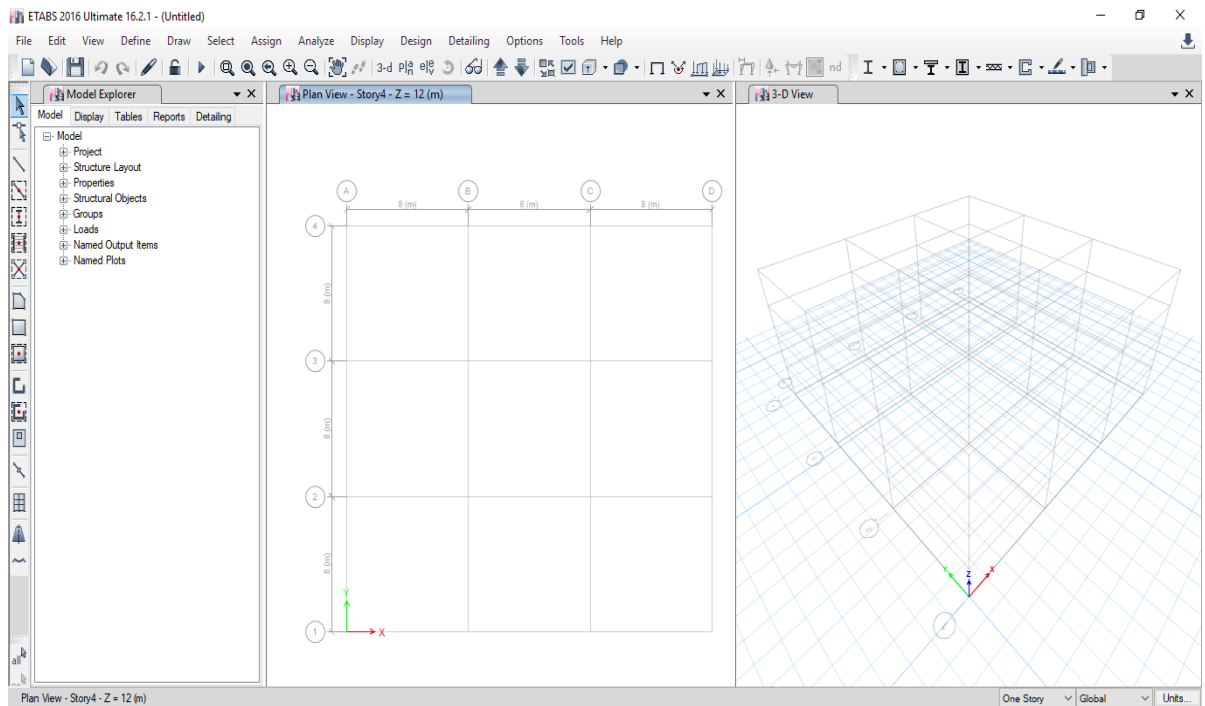 ETABS 2016 Ultimate 16.2.1 - (Untitled)
File Edit View Define Draw Select Assign Analyze Display Design Detailing Options Tools Help
3-d nd
Model Explorer
Model Display Tables Reports Detailing
Model
Project
Structure Layout
Properties
Structural Objects
Groups
Loads
Named Output Items
Named Plots
all
Plan View - Story4 - Z = 12 (m)
A B C D
8 (m) 8 (m) 8 (m)
4
8 (m)
3
8 (m)
2
8 (m)
1
Y
X
3-D View
Y Z X
Plan View - Story4 - Z = 12 (m)
One Story Global Units...